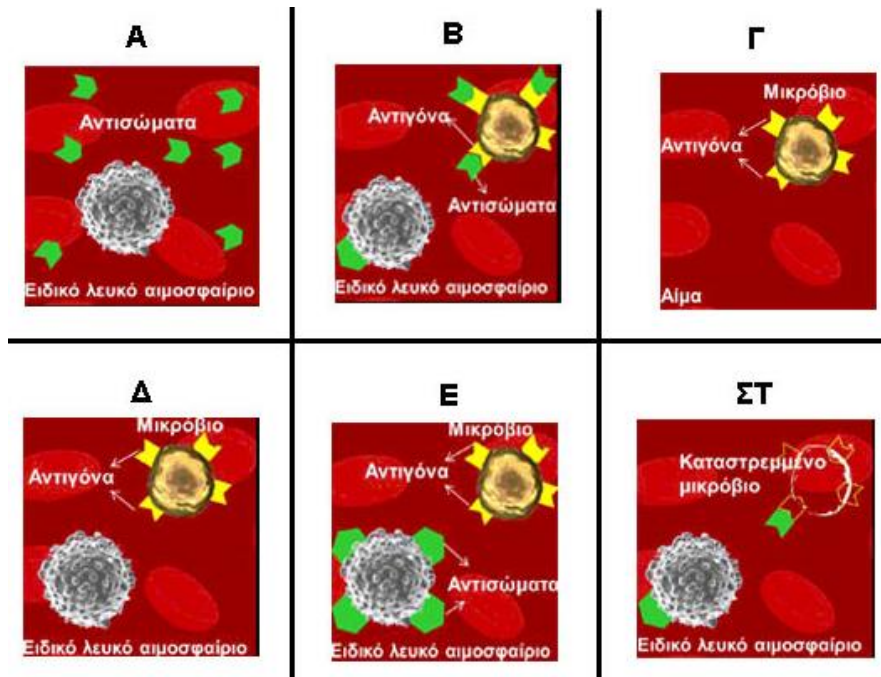 Α
Αντισώματα
Ειδικό λευκό αιμοσφαίριο
Β
Αντιγόνα
Αντισώματα
Ειδικό λευκό αιμοσφαίριο
Γ
Μικρόβιο
Αντιγόνα
Αίμα
Δ
Μικρόβιο
Αντιγόνα
Ειδικό λευκό αιμοσφαίριο
Ε
Μικρόβιο
Αντιγόνα
Αντισώματα
Ειδικό λευκό αιμοσφαίριο
ΣΤ
Καταστρεμμένο
μικρόβιο
Ειδικό λευκό αιμοσφαίριο